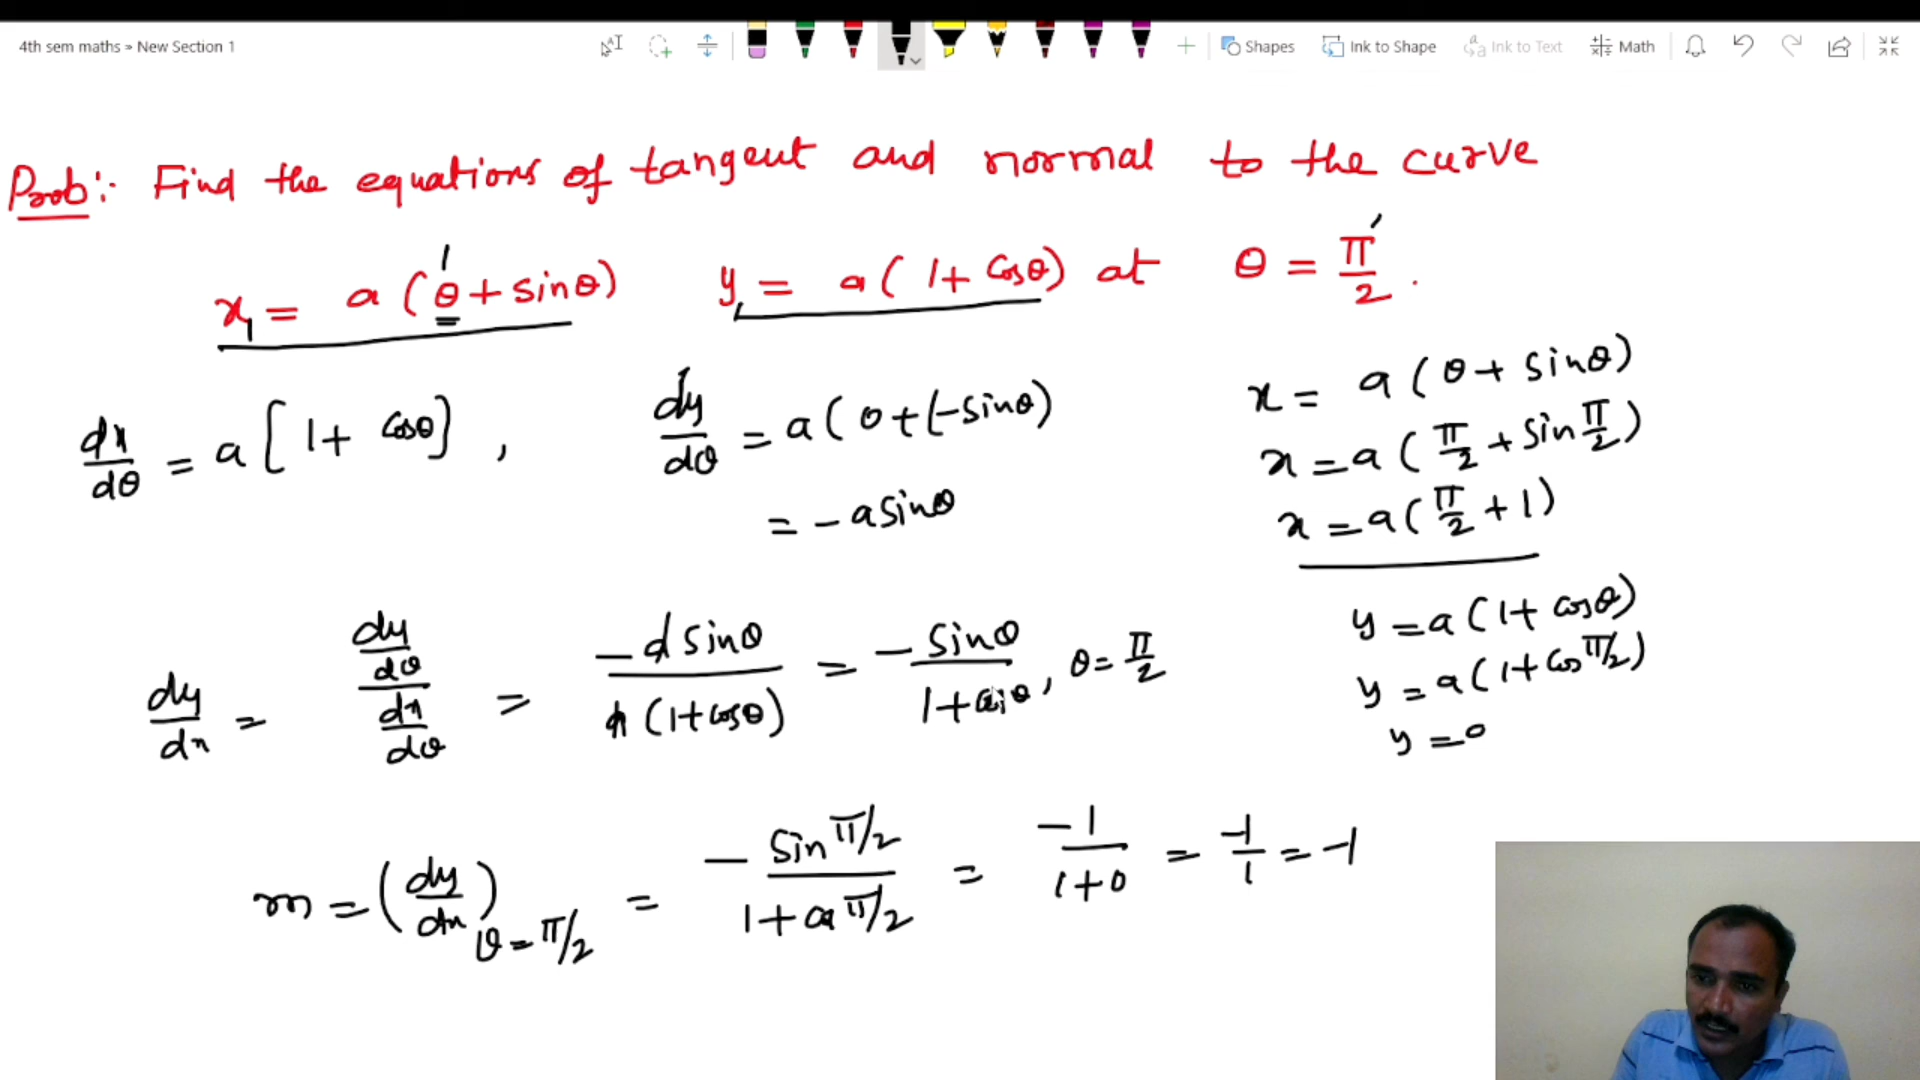 4th sem maths » New Section 1
Shapes Ink to Shape Ink to Text Math
Prob:- Find the equations of tangent and normal to the curve
x₁ = a(θ + sinθ) y₁ = a(1 + Cosθ) at θ = π/2.
dx/dθ = a[1 + Cosθ], dy/dθ = a(0 + (-sinθ)
= -a sinθ
x = a(θ + sinθ)
x = a(π/2 + sin π/2)
x = a(π/2 + 1)
y = a(1 + cosθ)
y = a(1 + cos π/2)
y = 0
dy/dx = (dy/dθ)/(dx/dθ) = -a sinθ/a(1+cosθ) = -sinθ/1+cosθ, θ = π/2
m = (dy/dx)θ=π/2 = -sin π/2/1+cos π/2 = -1/1+0 = -1/1 = -1